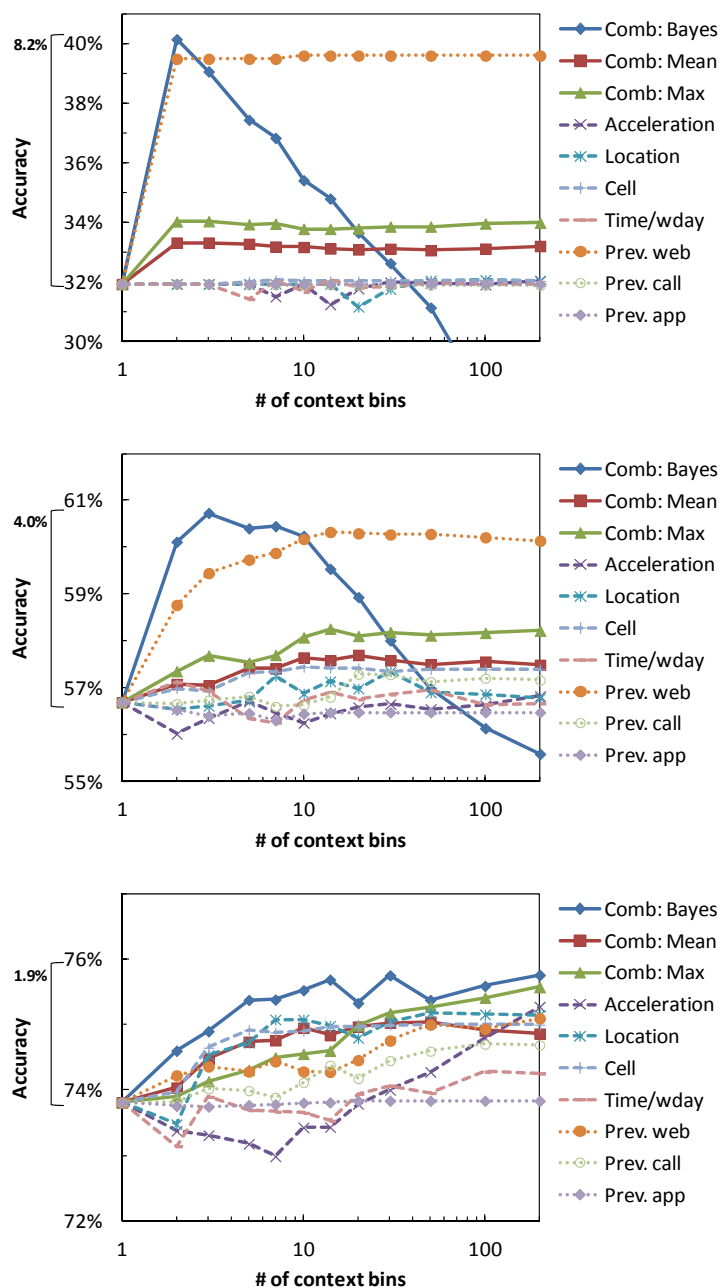 8.2%
Accuracy
40%
38%
36%
34%
32%
30%
1
10
100
# of context bins
Comb: Bayes
Comb: Mean
Comb: Max
Acceleration
Location
Cell
Time/wday
Prev. web
Prev. call
Prev. app
4.0%
Accuracy
61%
59%
57%
55%
1
10
100
# of context bins
Comb: Bayes
Comb: Mean
Comb: Max
Acceleration
Location
Cell
Time/wday
Prev. web
Prev. call
Prev. app
1.9%
Accuracy
76%
74%
72%
1
10
100
# of context bins
Comb: Bayes
Comb: Mean
Comb: Max
Acceleration
Location
Cell
Time/wday
Prev. web
Prev. call
Prev. app